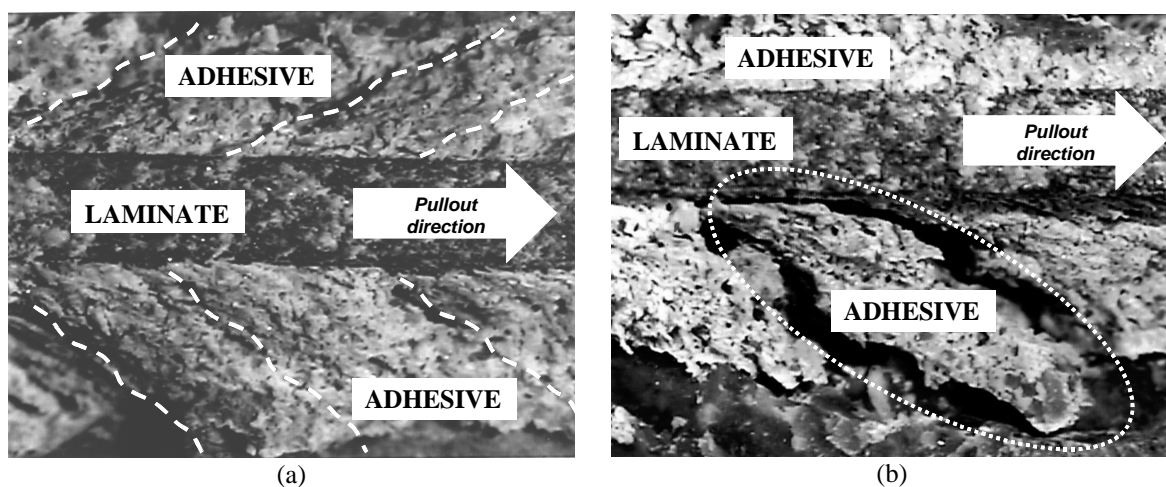 ADHESIVE
LAMINATE
Pullout
direction
ADHESIVE
(a)
ADHESIVE
LAMINATE
Pullout
direction
ADHESIVE
(b)